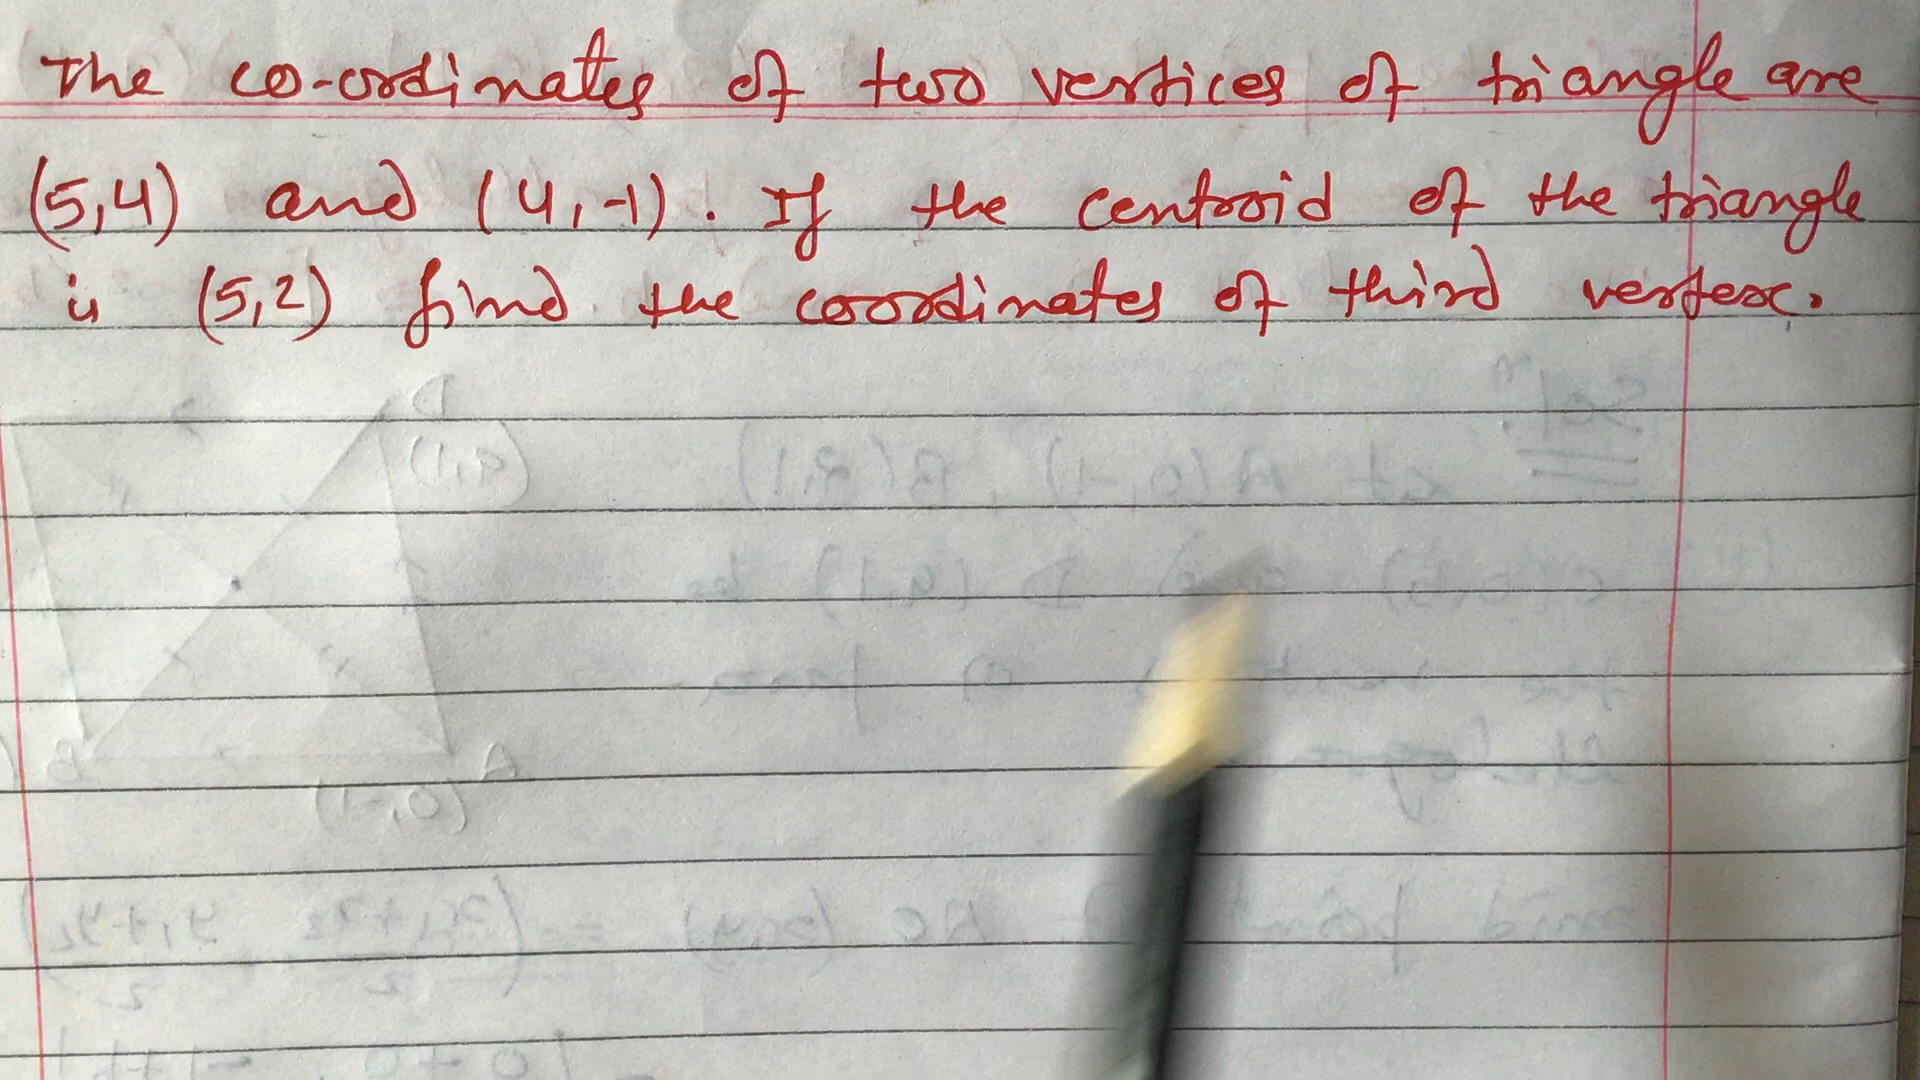 The co-ordinates of two vertices of triangle are
(5,4) and (4,-1). If the centroid of the triangle
is (5,2) find the coordinates of third vertex.